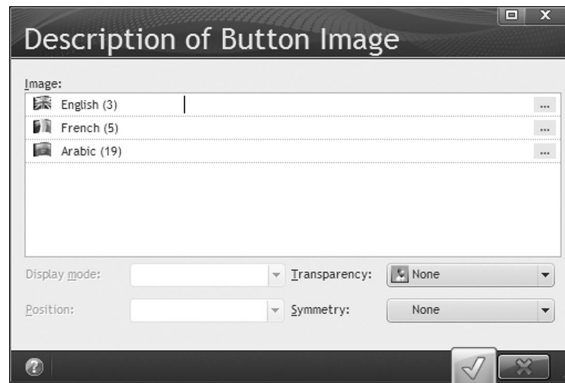 Description of Button Image
Image:
English (3) ...
French (5) ...
Arabic (19) ...
Display mode: Transparency: None
Position: Symmetry: None